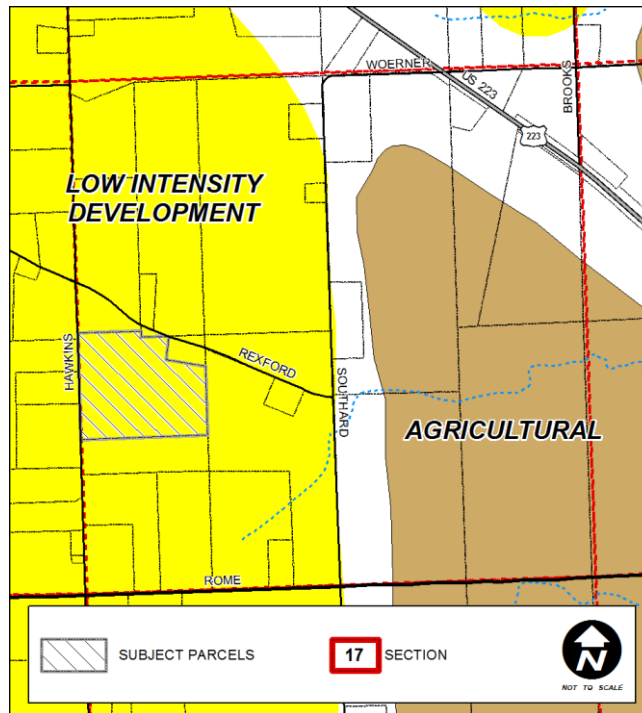 WOERNER
US 223
BROOKS
223
LOW INTENSITY
DEVELOPMENT
HAWKINS
REXFORD
SOUTHARD
AGRICULTURAL
ROME
SUBJECT PARCELS
17 SECTION
N
NOT TO SCALE